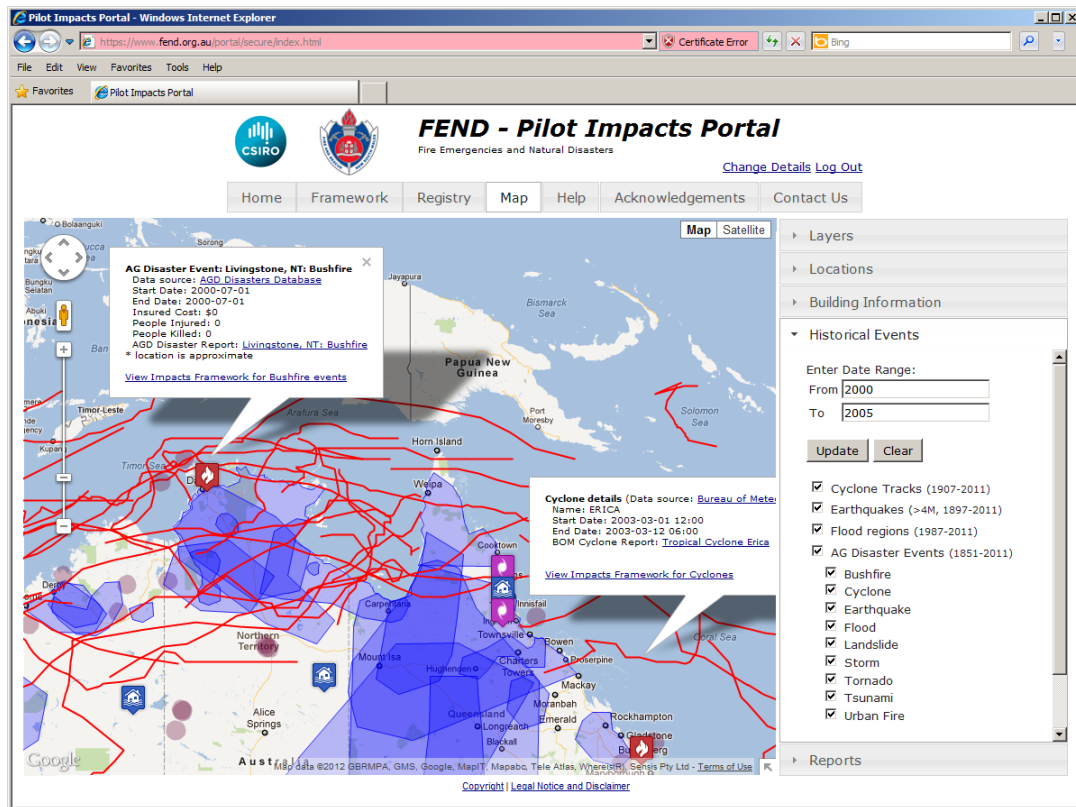 Pilot Impacts Portal - Windows Internet Explorer
https://www.fend.org.au/portal/secure/index.html
Certificate Error
Bing
File Edit View Favorites Tools Help
Favorites
Pilot Impacts Portal
CSIRO
FEND - Pilot Impacts Portal
Fire Emergencies and Natural Disasters
Change Details Log Out
Home Framework Registry Map Help Acknowledgements Contact Us
Map Satellite
Bolaanguki
Sorong
Jayapura
AG Disaster Event: Livingstone, NT: Bushfire
Data source: AGD Disasters Database
Start Date: 2000-07-01
End Date: 2000-07-01
Insured Cost: $0
People Injured: 0
People Killed: 0
AGD Disaster Report: Livingstone, NT: Bushfire
* location is approximate
View Impacts Framework for Bushfire events
Bismarck
Sea
Papua New
Guinea
Timor-Leste
Arafura Sea
Port
Moresby
Solomon
Sea
Horn Island
Timor Sea
Weipa
Cyclone details (Data source: Bureau of Mete
Name: ERICA
Start Date: 2003-03-01 12:00
End Date: 2003-03-12 06:00
BOM Cyclone Report: Tropical Cyclone Erica
View Impacts Framework for Cyclones
Cooktown
Derby
Carpentaria
Innisfail
Townsville
Bowen
Coral Sea
Northern
Territory
Mount Isa
Hughenden
Charters
Towers
Proserpine
Mackay
Moranbah
Alice
Springs
Queensland
Longreach
Emerald
Rockhampton
Gladstone
Blackall
Google
Australia
Map data ©2012 GBRMPA, GMS, Google, MapIT, Mapabc, Tele Atlas, Whereis(R), Sensis Pty Ltd - Terms of Use
Layers
Locations
Building Information
Historical Events
Enter Date Range:
From 2000
To 2005
Update Clear
Cyclone Tracks (1907-2011)
Earthquakes (>4M, 1897-2011)
Flood regions (1987-2011)
AG Disaster Events (1851-2011)
Bushfire
Cyclone
Earthquake
Flood
Landslide
Storm
Tornado
Tsunami
Urban Fire
Reports
Copyright | Legal Notice and Disclaimer